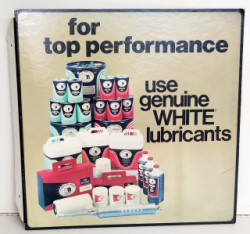 for
top performance
use
genuine
WHITE
lubricants